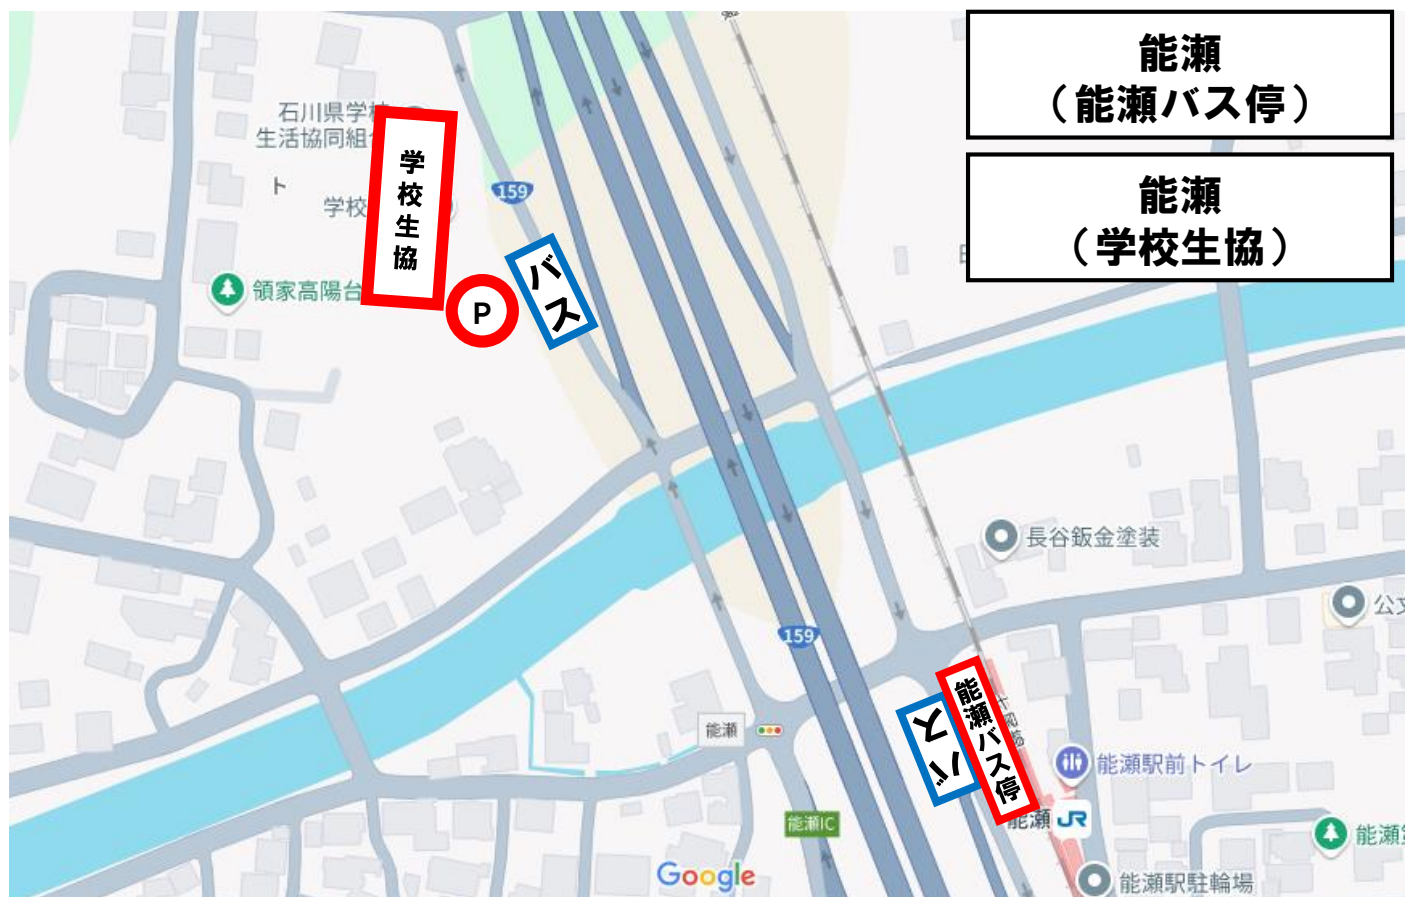 能瀬
（能瀬バス停）
能瀬
（学校生協）
石川県学校
生活協同組合
学校生協
ト
学校
159
バス
領家高陽台
P
長谷鈑金塗装
公文
159
能瀬バス停
バス
能瀬
能瀬駅前トイレ
能瀬IC
能瀬 JR
能瀬
Google
能瀬駅駐輪場